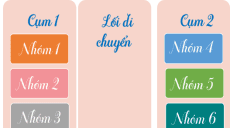 Cụm 1
Nhóm 1
Nhóm 2
Nhóm 3
Lối đi
chuyển
Cụm 2
Nhóm 4
Nhóm 5
Nhóm 6